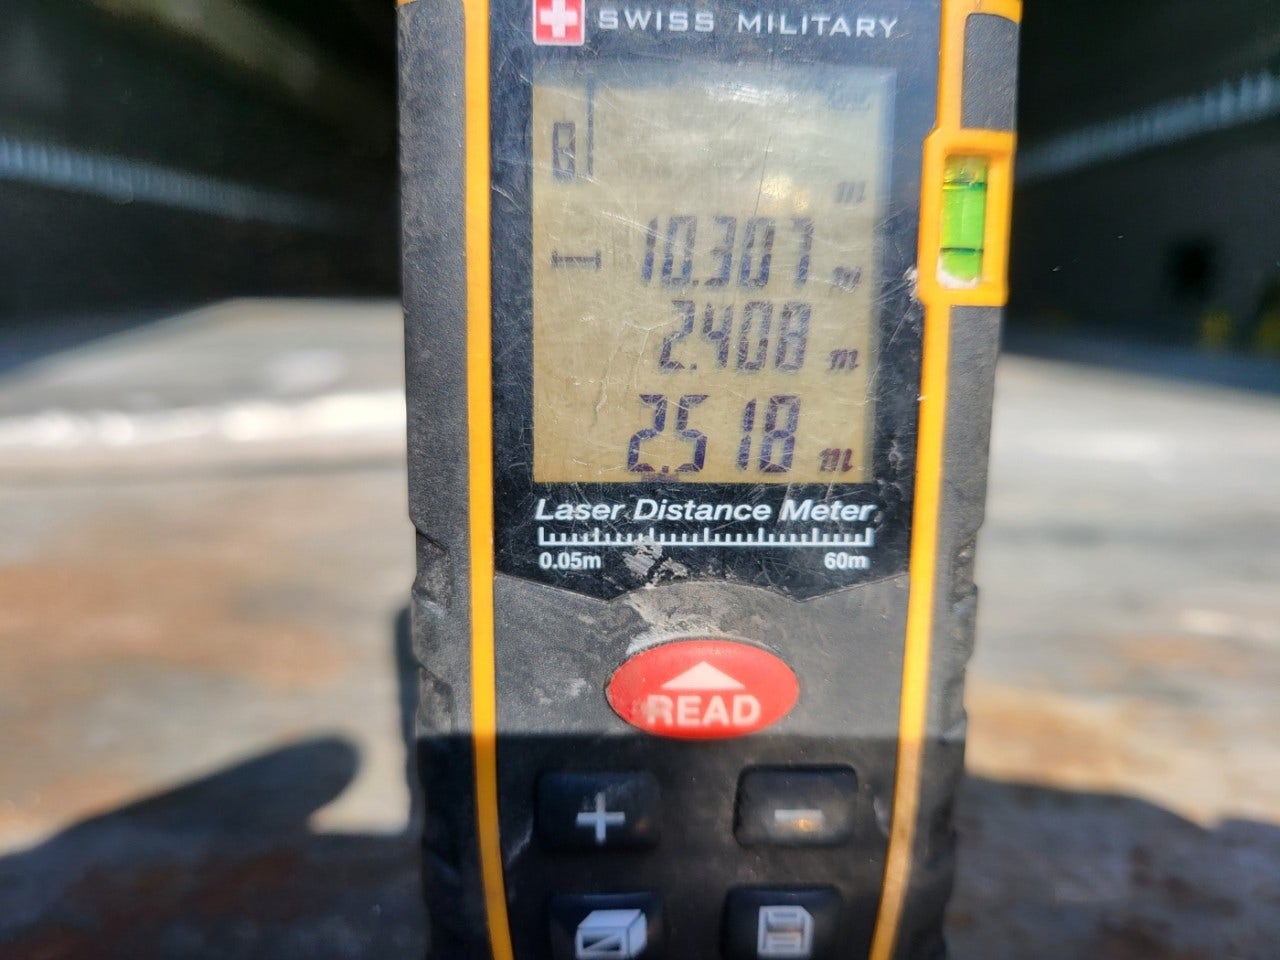 SWISS MILITARY
m
10.307 m
2.408 m
2.518 m
Laser Distance Meter
0.05m 60m
READ
+ -